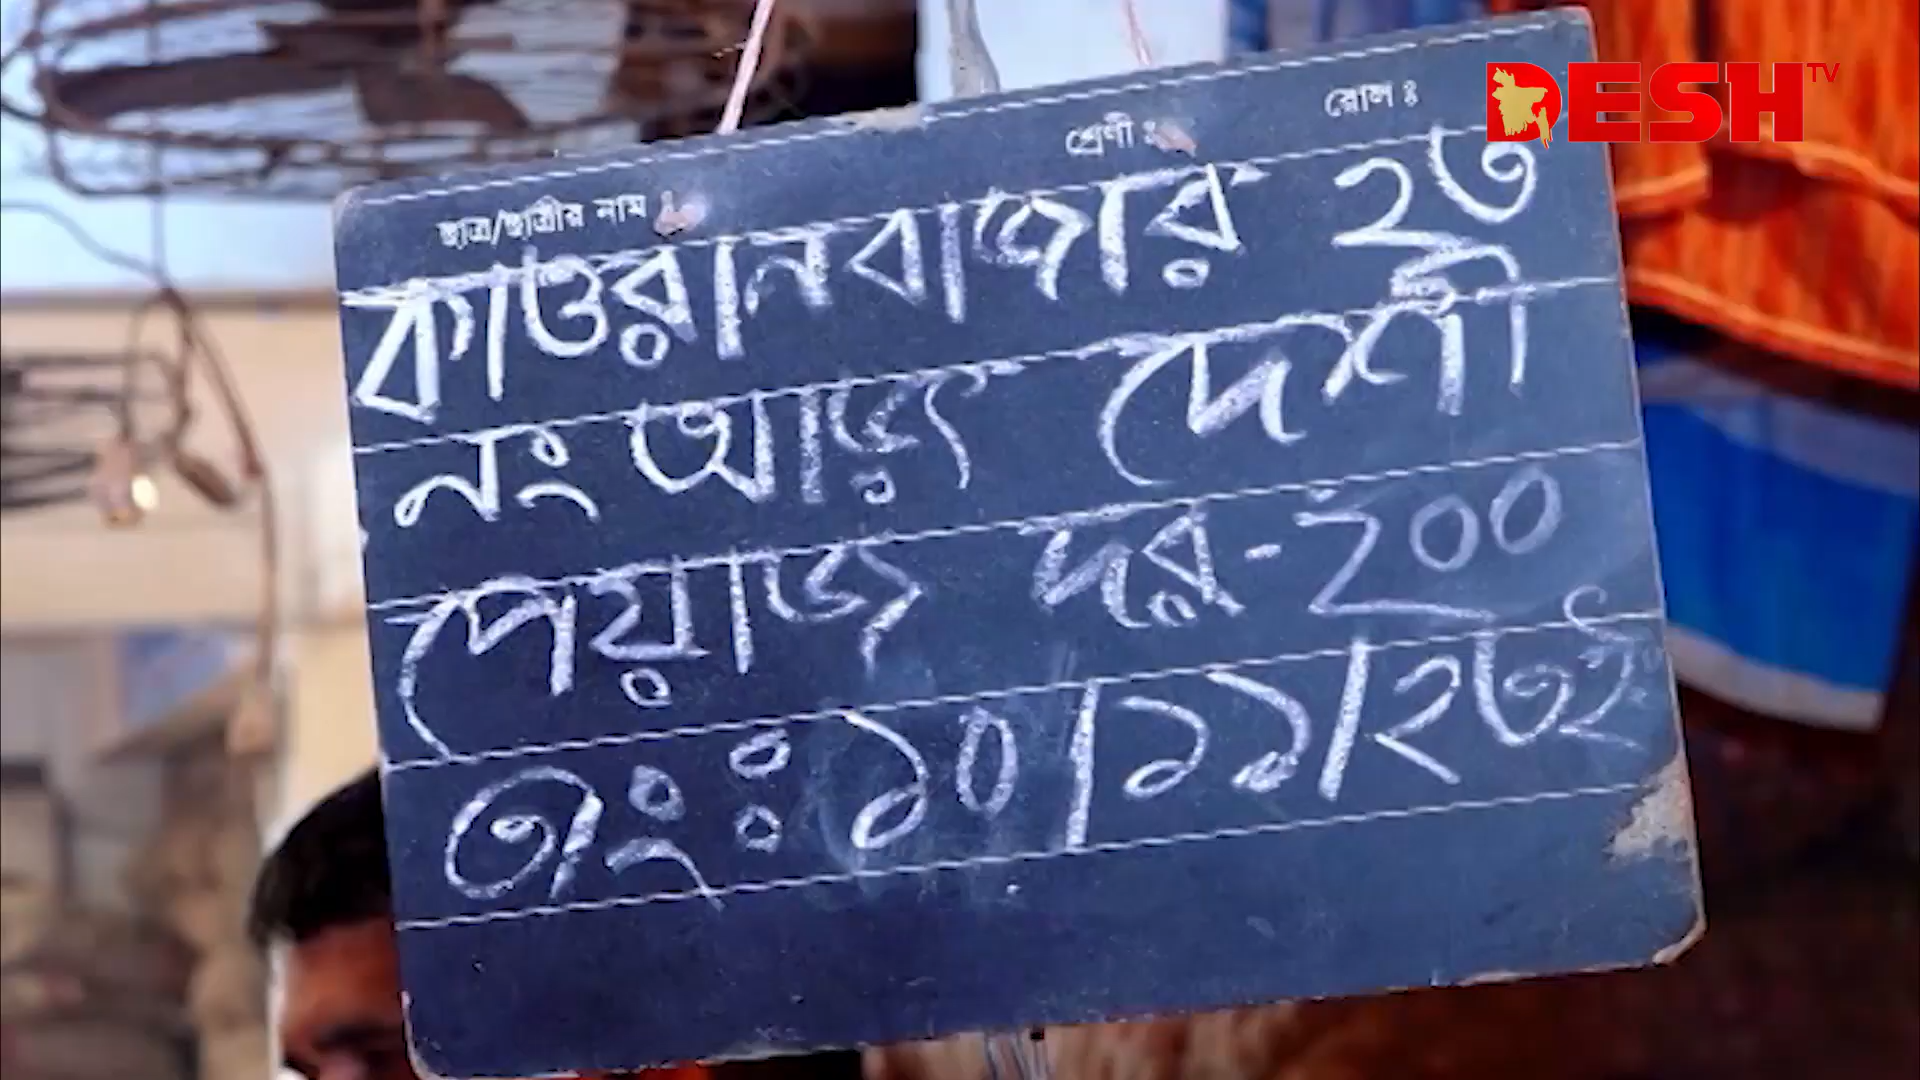 DESH TV
ছাত্র/ছাত্রীর নাম : শ্রেণী : রোল :
কাওরানবাজার ২৩
নং আড়ৎ দেশী
পেয়াজ দর - ২০০
তাং : ১০/১১/২৩ই